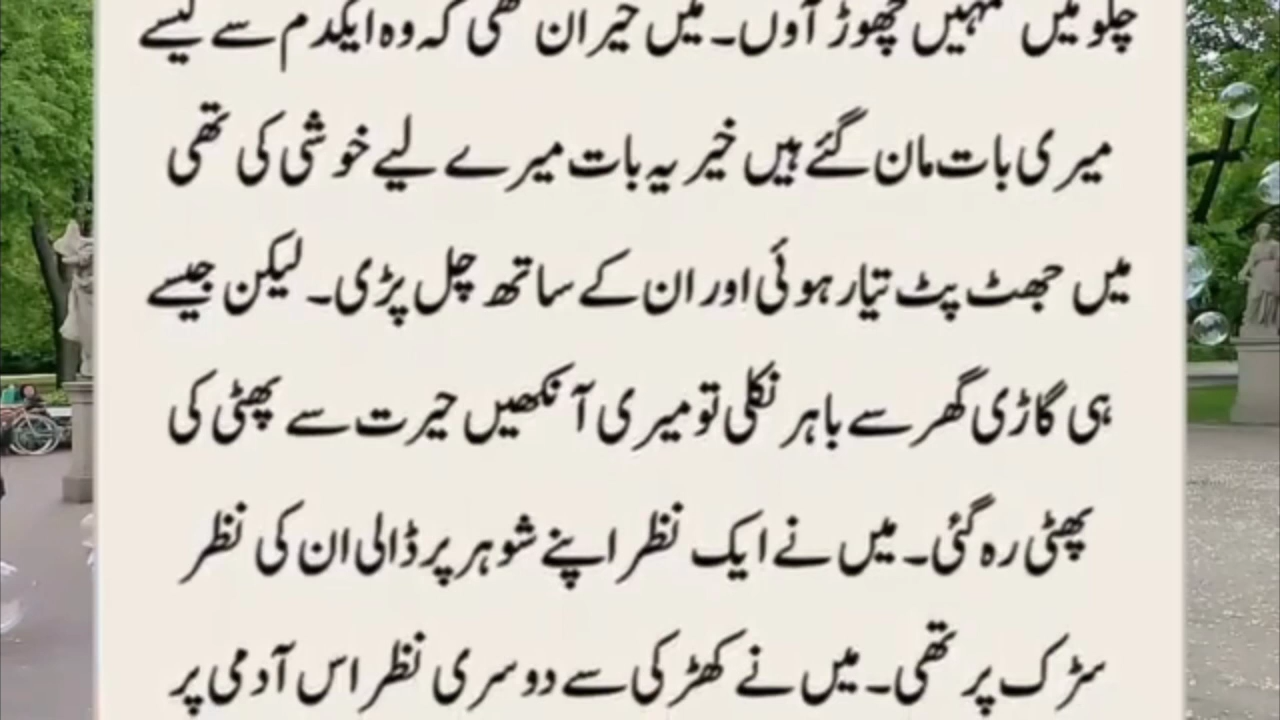 چلو میں تمہیں چھوڑ آوں۔ میں حیران تھی کہ وہ ایکدم سے کیسے
میری بات مان گئے ہیں خیر یہ بات میرے لیے خوشی کی تھی
میں جھٹ پٹ تیار ہوئی اور ان کے ساتھ چل پڑی۔ لیکن جیسے
ہی گاڑی گھر سے باہر نکلی تو میری آنکھیں حیرت سے پھٹی کی
پھٹی رہ گئی۔ میں نے ایک نظر اپنے شوہر پر ڈالی ان کی نظر
سڑک پر تھی۔ میں نے کھڑکی سے دوسری نظر اس آدمی پر